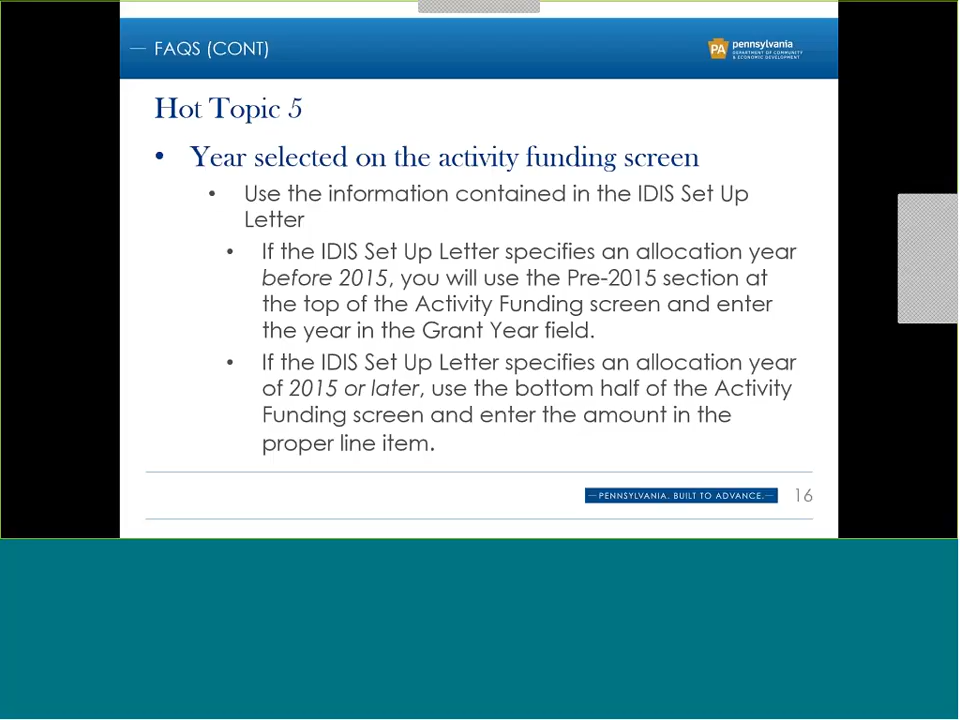 — FAQS (CONT)
PA pennsylvania
DEPARTMENT OF COMMUNITY
& ECONOMIC DEVELOPMENT
Hot Topic 5
• Year selected on the activity funding screen
• Use the information contained in the IDIS Set Up
Letter
• If the IDIS Set Up Letter specifies an allocation year
before 2015, you will use the Pre-2015 section at
the top of the Activity Funding screen and enter
the year in the Grant Year field.
• If the IDIS Set Up Letter specifies an allocation year
of 2015 or later, use the bottom half of the Activity
Funding screen and enter the amount in the
proper line item.
—PENNSYLVANIA. BUILT TO ADVANCE.—
16